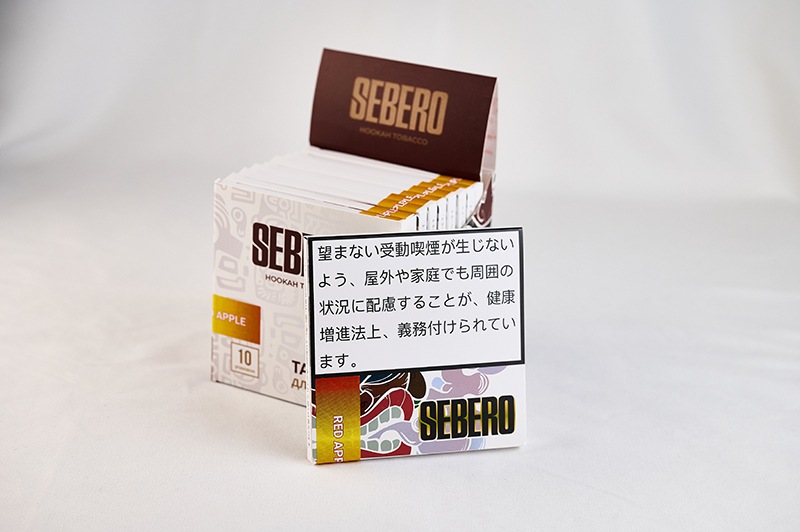 SEBERO
HOOKAH TOBACCO
SEB
HOOKAH T
APPLE
10
望まない受動喫煙が生じない
よう、屋外や家庭でも周囲の
状況に配慮することが、健康
増進法上、義務付けられてい
ます。
RED APP
SEBERO